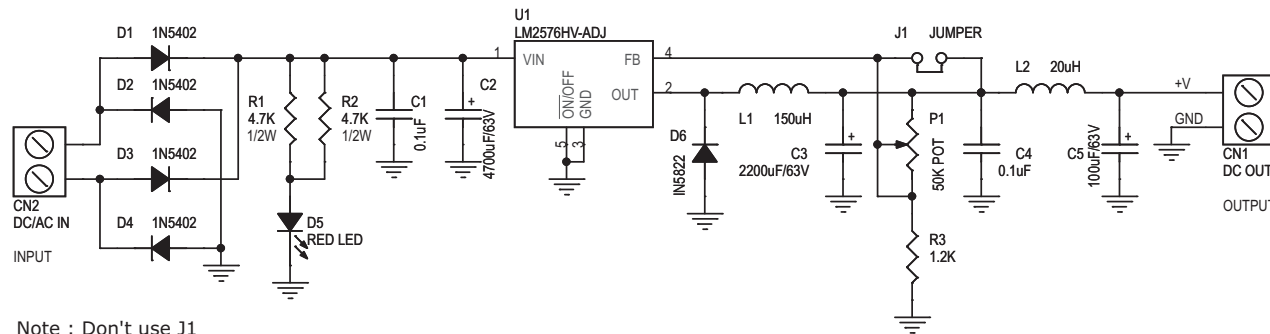 D1 1N5402
D2 1N5402
D3 1N5402
D4 1N5402
CN2
DC/AC IN
INPUT
R1
4.7K
1/2W
R2
4.7K
1/2W
D5
RED LED
C1
0.1uF
C2
+
4700uF/63V
U1
LM2576HV-ADJ
1
VIN
FB
4
OUT
2
ON/OFF
GND
5
3
D6
IN5822
L1 150uH
C3
2200uF/63V
+
J1 JUMPER
P1
50K POT
R3
1.2K
C4
0.1uF
L2 20uH
C5
100uF/63V
+
+V
GND
CN1
DC OUT
OUTPUT
Note : Don't use J1